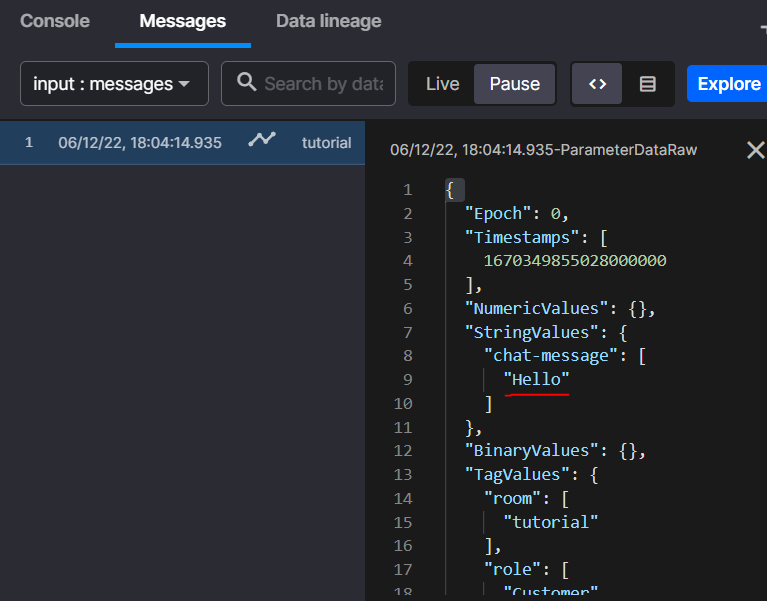 Console Messages Data lineage
input : messages Search by data Live Pause <> Explore
1 06/12/22, 18:04:14.935 tutorial
06/12/22, 18:04:14.935-ParameterDataRaw
1 {
2 "Epoch": 0,
3 "Timestamps": [
4 1670349855028000000
5 ],
6 "NumericValues": {},
7 "StringValues": {
8 "chat-message": [
9 "Hello"
10 ]
11 },
12 "BinaryValues": {},
13 "TagValues": {
14 "room": [
15 "tutorial"
16 ],
17 "role": [
18 "Customer"